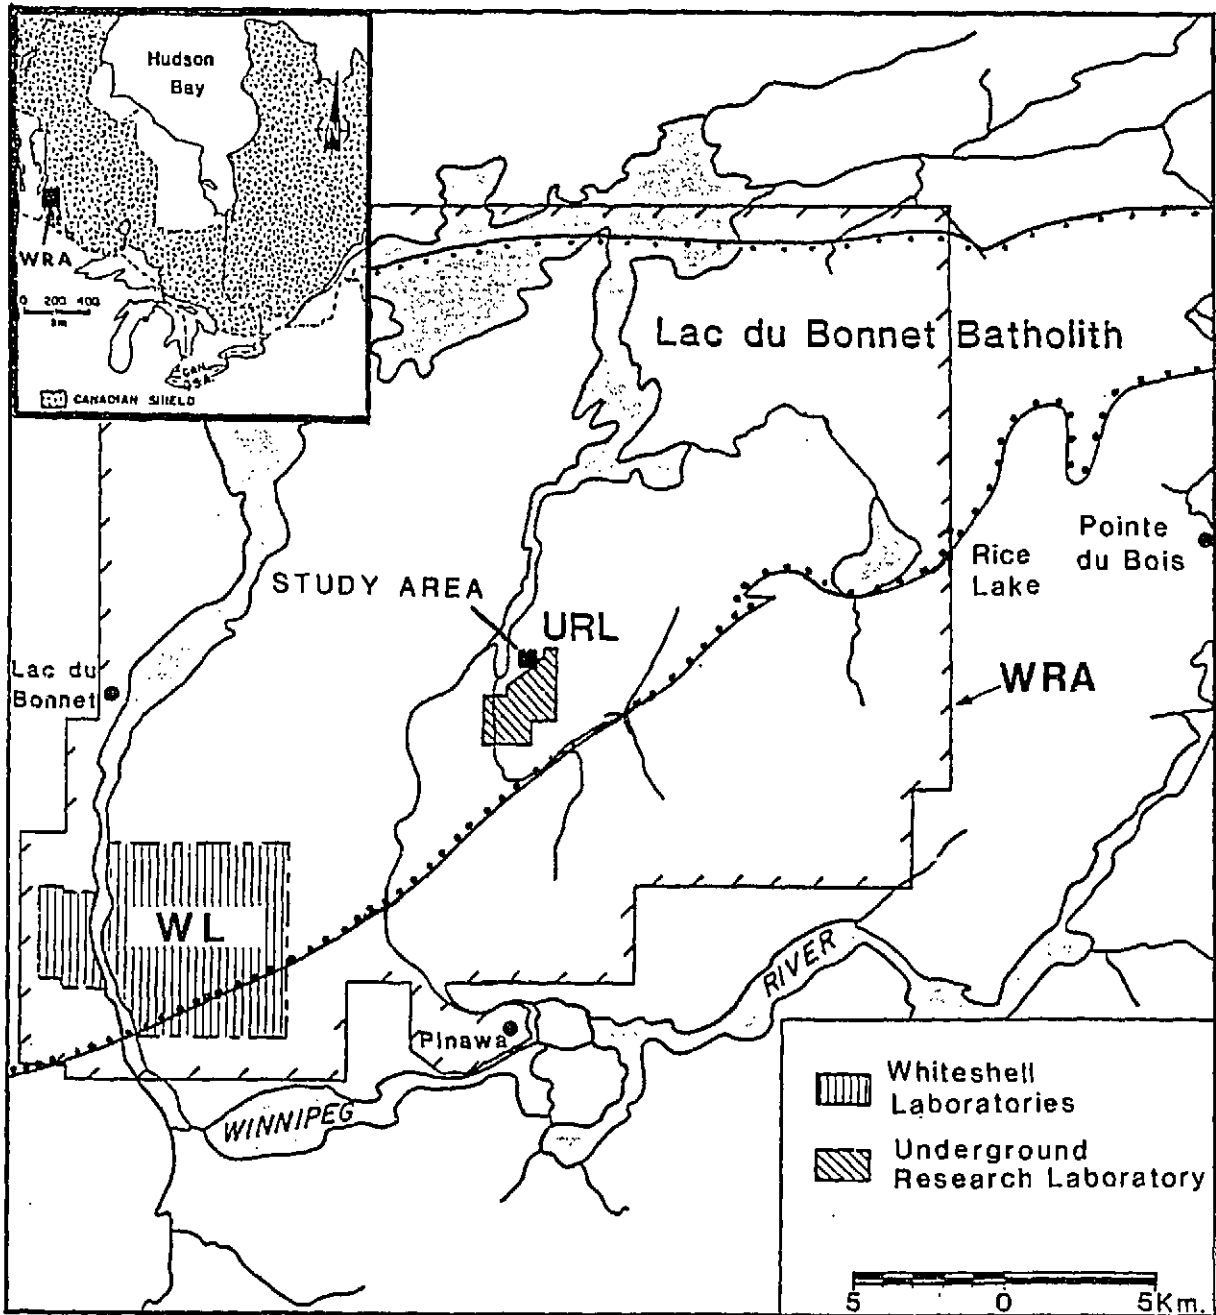 Hudson
Bay
WRA
0 200 400
km
CAN.
U.S.A.
CANADIAN SHIELD
Lac du Bonnet Batholith
Pointe
du Bois
Rice
Lake
STUDY AREA
URL
Lac du
Bonnet
WRA
WL
RIVER
Pinawa
WINNIPEG
Whiteshell
Laboratories
Underground
Research Laboratory
5 0 5Km.